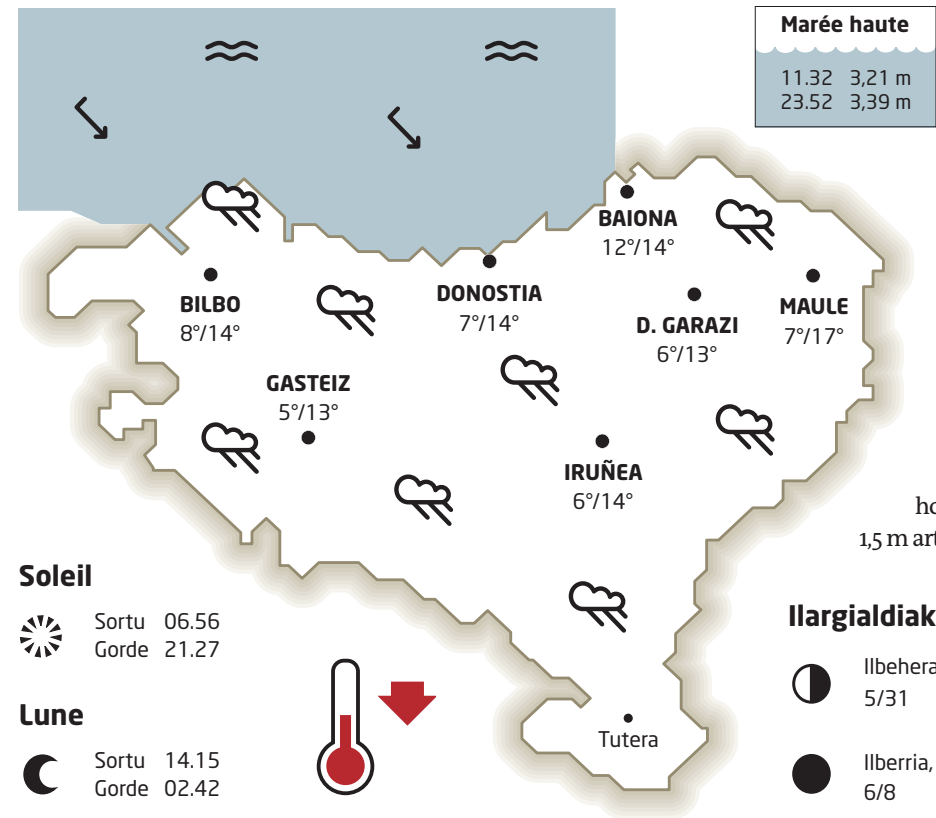 Marée haute
11.32 3,21 m
23.52 3,39 m
BAIONA
12°/14°
BILBO
8°/14°
DONOSTIA
7°/14°
D. GARAZI
6°/13°
MAULE
7°/17°
GASTEIZ
5°/13°
IRUÑEA
6°/14°
1,5 m
Soleil
Sortu 06.56
Gorde 21.27
Lune
Sortu 14.15
Gorde 02.42
Tutera
Ilargialdiak
Ilbehera
5/31
Ilberria,
6/8